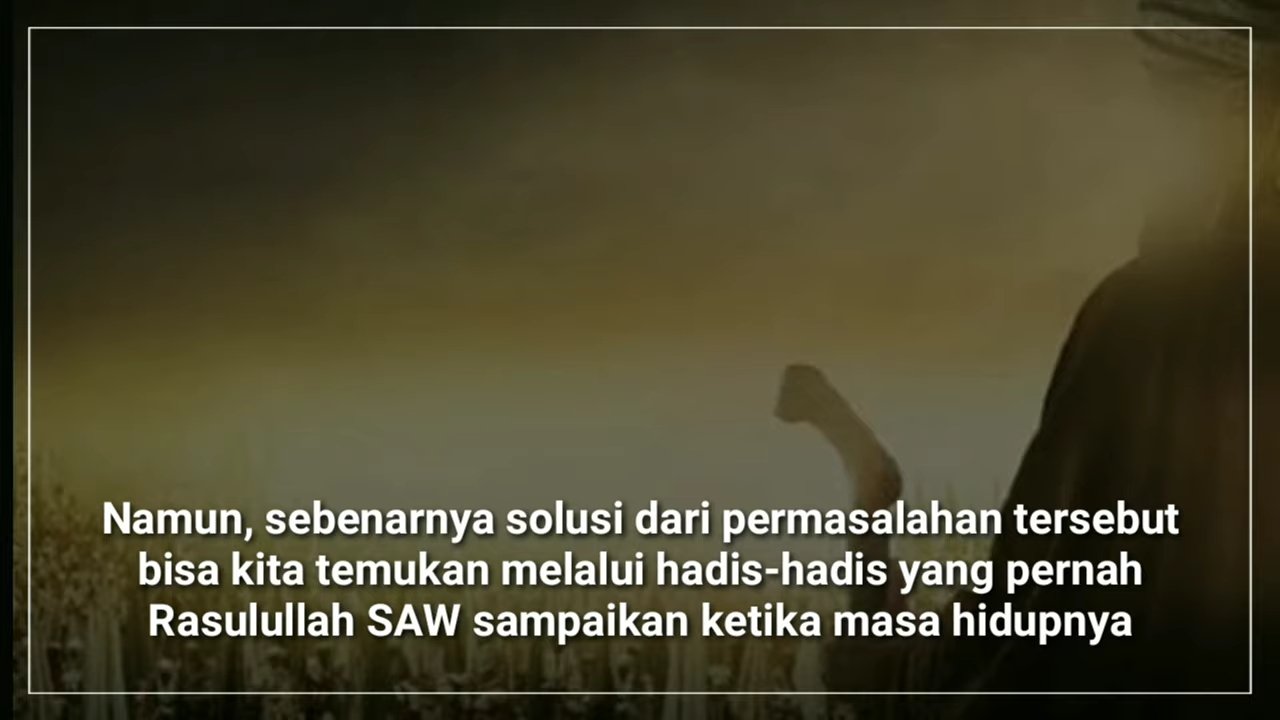 Namun, sebenarnya solusi dari permasalahan tersebut
bisa kita temukan melalui hadis-hadis yang pernah
Rasulullah SAW sampaikan ketika masa hidupnya